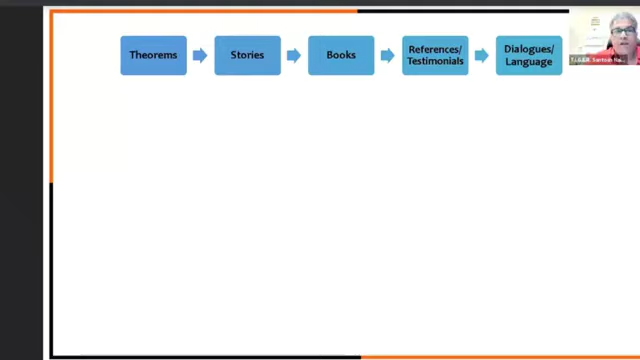 Theorems
Stories
Books
References/
Testimonials
Dialogues/
Language